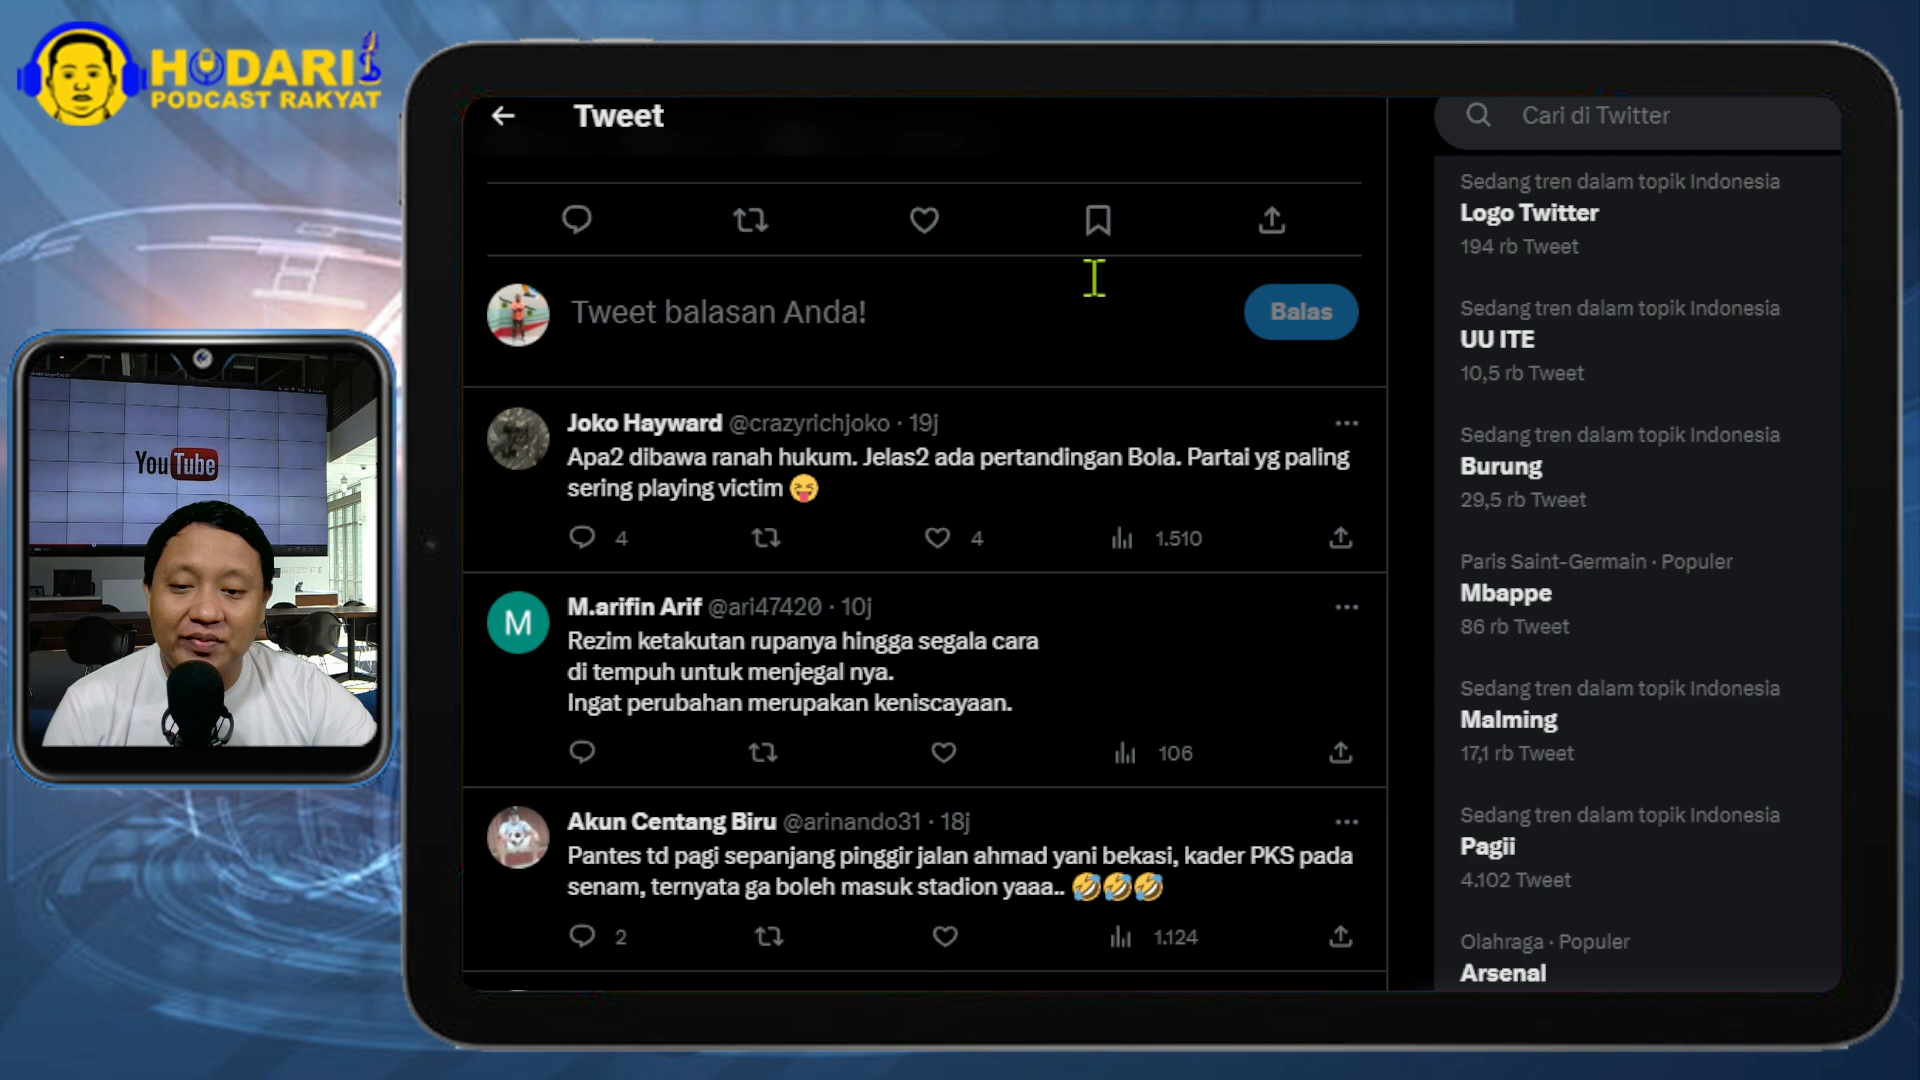 HODARI
PODCAST RAKYAT
YouTube
Tweet
Tweet balasan Anda!
Balas
Joko Hayward @crazyrichjoko · 19j
Apa2 dibawa ranah hukum. Jelas2 ada pertandingan Bola. Partai yg paling
sering playing victim 😝
4
4
1.510
M
M.arifin Arif @ari47420 · 10j
Rezim ketakutan rupanya hingga segala cara
di tempuh untuk menjegal nya.
Ingat perubahan merupakan keniscayaan.
106
Akun Centang Biru @arinando31 · 18j
Pantes td pagi sepanjang pinggir jalan ahmad yani bekasi, kader PKS pada
senam, ternyata ga boleh masuk stadion yaaa.. 🤣🤣🤣
2
1.124
Cari di Twitter
Sedang tren dalam topik Indonesia
Logo Twitter
194 rb Tweet
Sedang tren dalam topik Indonesia
UU ITE
10,5 rb Tweet
Sedang tren dalam topik Indonesia
Burung
29,5 rb Tweet
Paris Saint-Germain · Populer
Mbappe
86 rb Tweet
Sedang tren dalam topik Indonesia
Malming
17,1 rb Tweet
Sedang tren dalam topik Indonesia
Pagii
4.102 Tweet
Olahraga · Populer
Arsenal